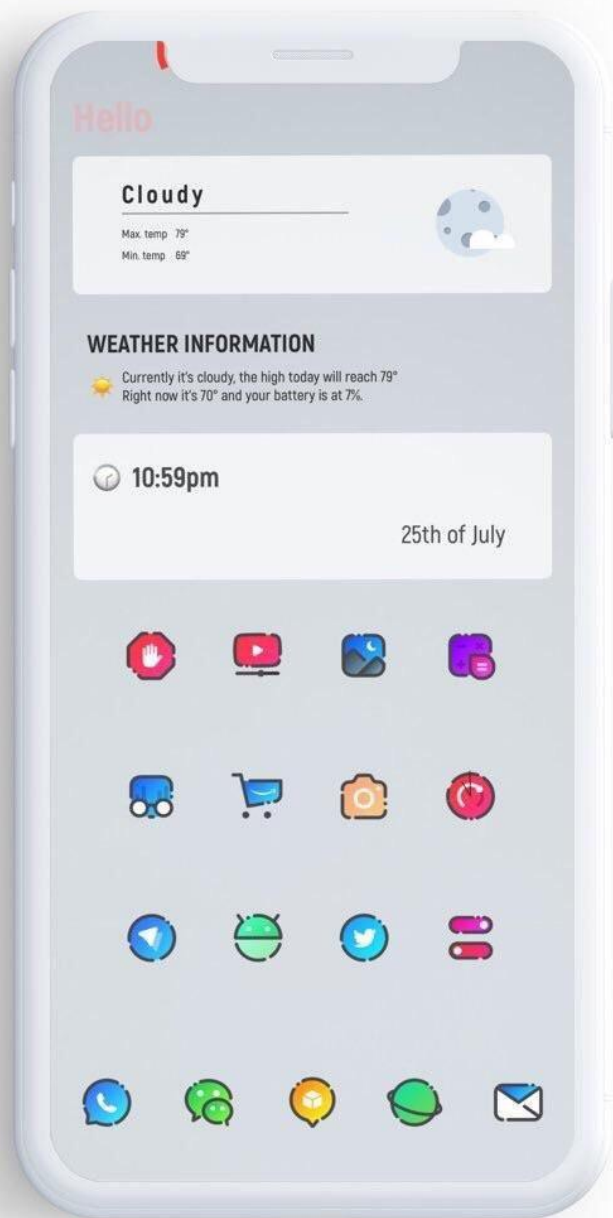 Hello
Cloudy
Max. temp 79°
Min. temp 69°
WEATHER INFORMATION
Currently it's cloudy, the high today will reach 79°
Right now it's 70° and your battery is at 7%.
10:59pm
25th of July